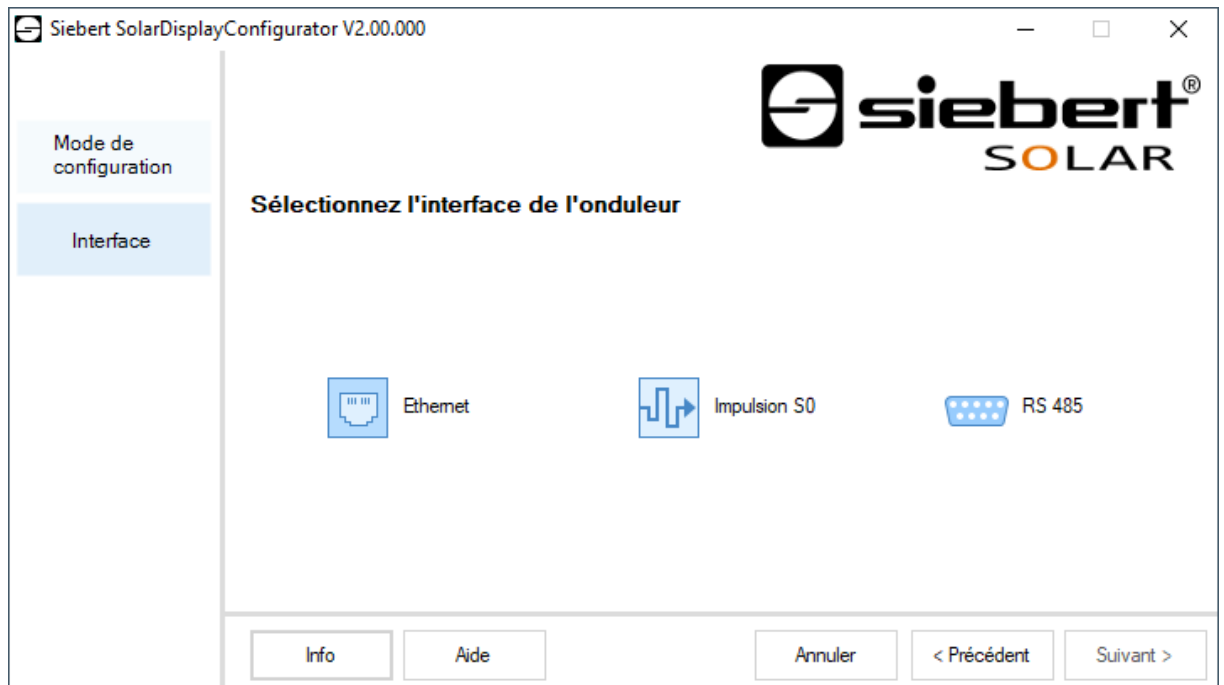 Siebert SolarDisplayConfigurator V2.00.000
siebert®
SOLAR
Mode de
configuration
Interface
Sélectionnez l'interface de l'onduleur
Ethernet
Impulsion S0
RS 485
Info
Aide
Annuler
< Précédent
Suivant >